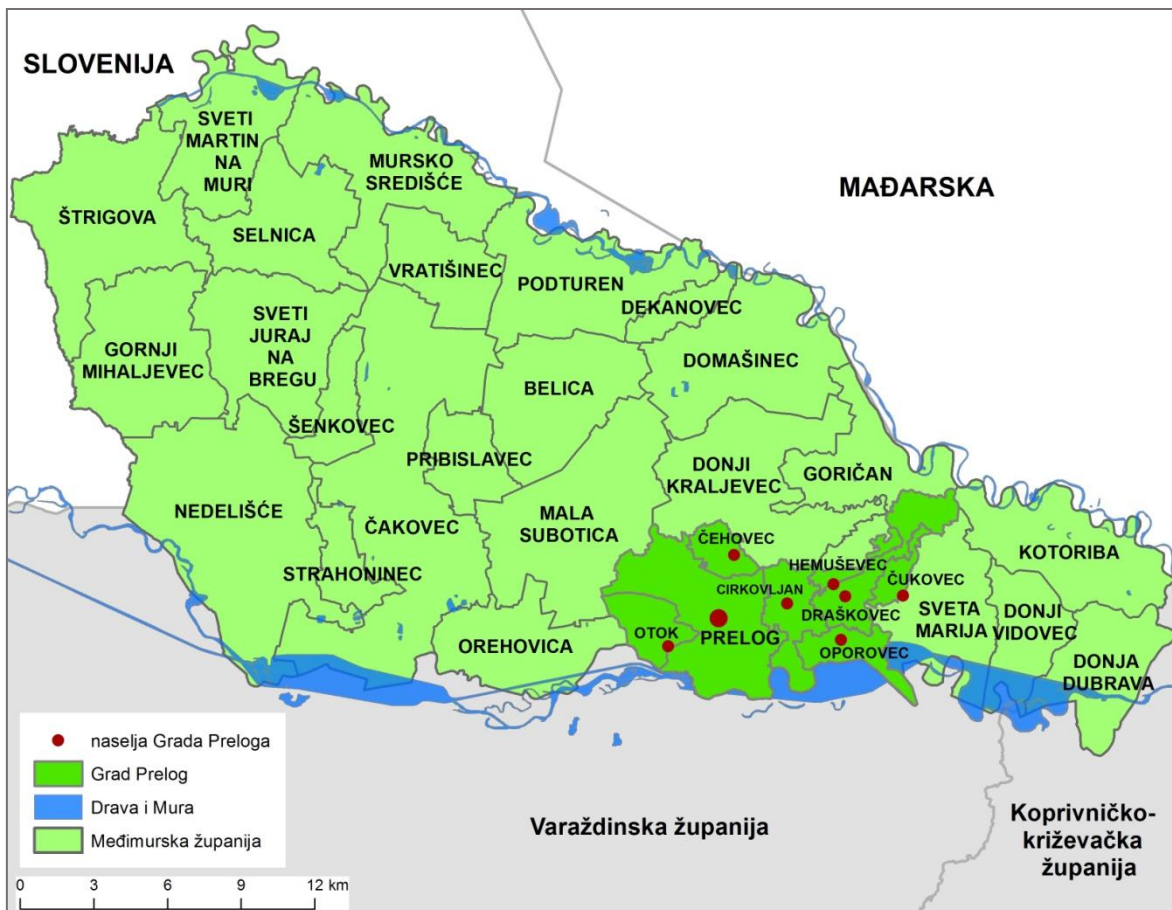 SLOVENIJA
MAĐARSKA
SVETI
MARTIN
NA
MURI
MURSKO
SREDIŠĆE
ŠTRIGOVA
SELNICA
VRATIŠINEC
PODTUREN
DEKANOVEC
GORNJI
MIHALJEVEC
SVETI
JURAJ
NA
BREGU
DOMAŠINEC
BELICA
ŠENKOVEC
PRIBISLAVEC
DONJI
KRALJEVEC
GORIČAN
NEDELIŠĆE
ČAKOVEC
MALA
SUBOTICA
STRAHONINEC
OREHOVICA
ČEHOVEC
HEMUŠEVEC
CIRKOVLJAN
DRAŠKOVEC
ČUKOVEC
OTOK
PRELOG
OPOROVEC
SVETA
MARIJA
KOTORIBA
DONJI
VIDOVEC
DONJA
DUBRAVA
naselja Grada Preloga
Grad Prelog
Drava i Mura
Međimurska županija
0 3 6 9 12 km
Varaždinska županija
Koprivničko-
križevačka
županija